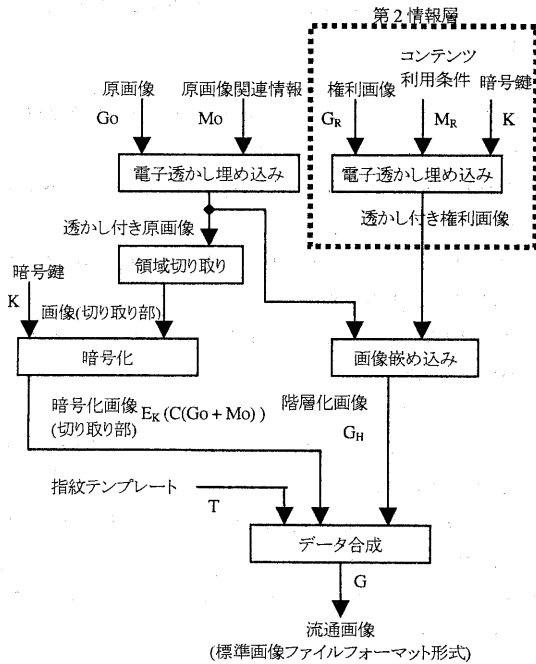 第2情報層
コンテンツ
利用条件
原画像
原画像関連情報
権利画像
暗号鍵
Go
Mo
GR
MR
K
電子透かし埋め込み
電子透かし埋め込み
透かし付き原画像
透かし付き権利画像
領域切り取り
暗号鍵
K
画像(切り取り部)
暗号化
画像嵌め込み
暗号化画像 EK(C(Go + Mo))
(切り取り部)
階層化画像
GH
指紋テンプレート
T
データ合成
G
流通画像
(標準画像ファイルフォーマット形式)